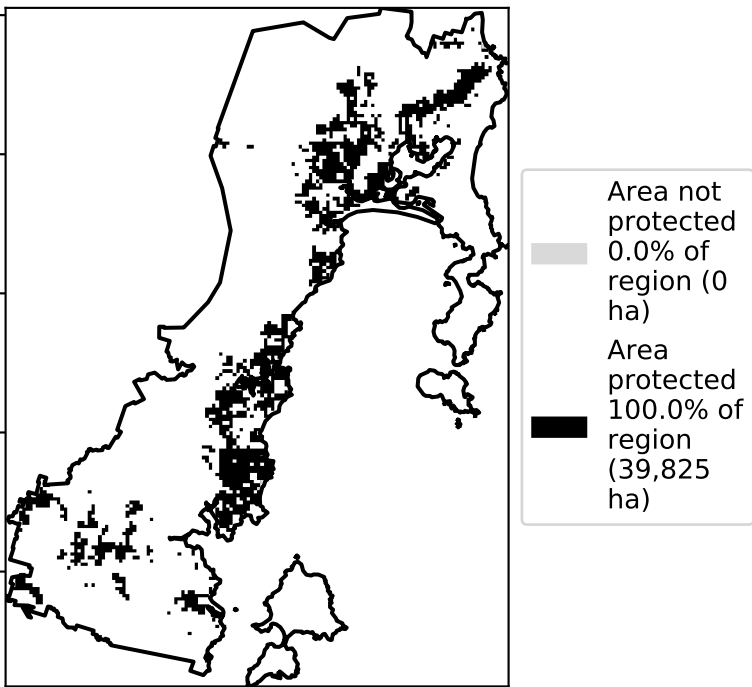 Area not
protected
0.0% of
region (0
ha)
Area
protected
100.0% of
region
(39,825
ha)